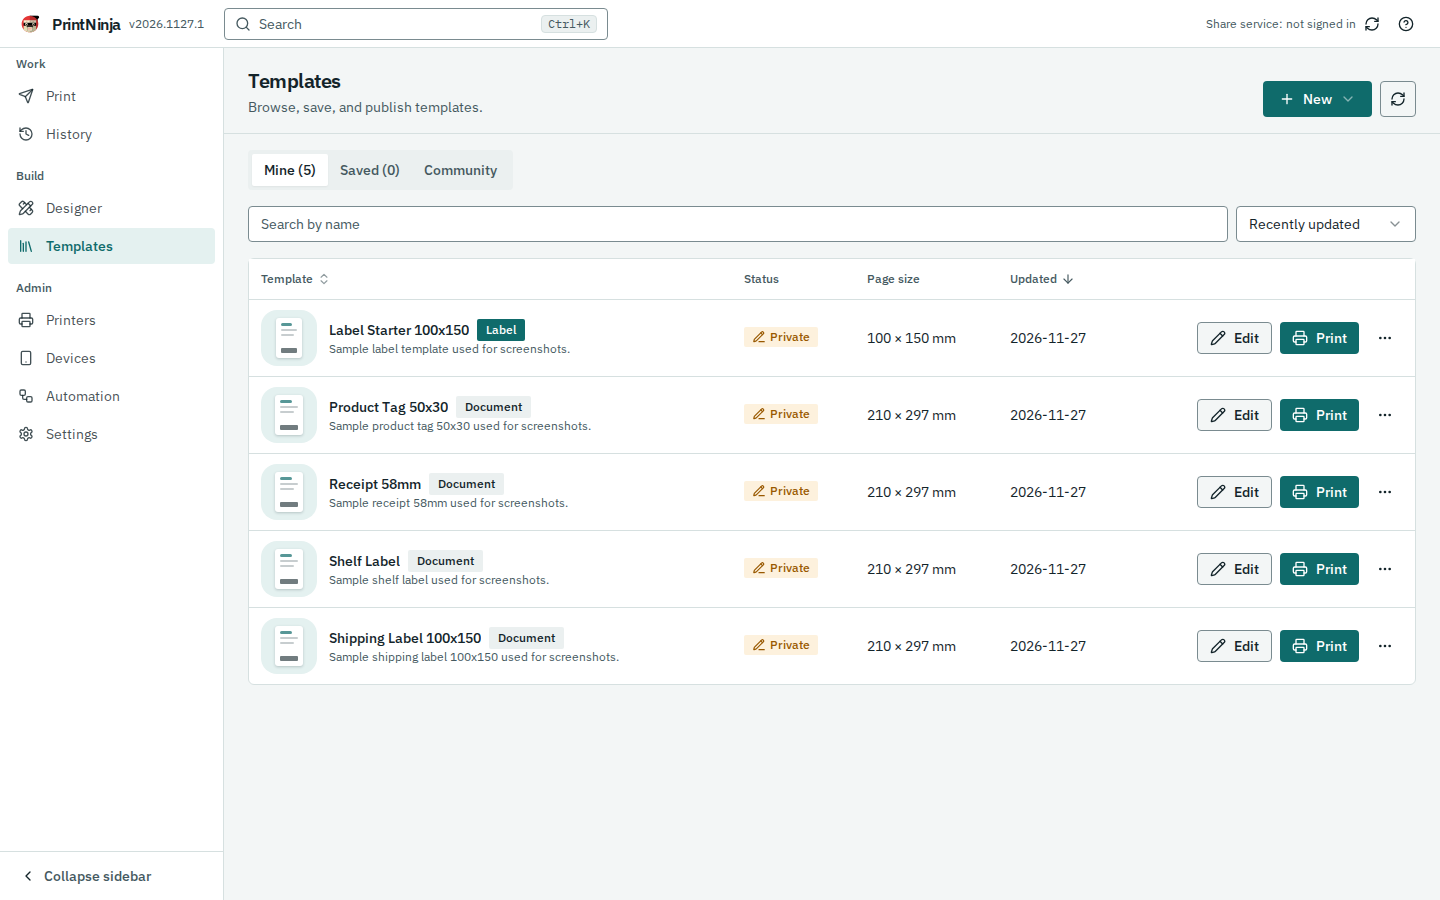 PrintNinja v2026.1127.1
Search
Ctrl+K
Share service: not signed in
Work
Print
History
Build
Designer
Templates
Admin
Printers
Devices
Automation
Settings
Collapse sidebar
Templates
Browse, save, and publish templates.
New
Mine (5)
Saved (0)
Community
Search by name
Recently updated
Template
Status
Page size
Updated
Label Starter 100x150 Label
Sample label template used for screenshots.
Private
100 × 150 mm
2026-11-27
Edit
Print
Product Tag 50x30 Document
Sample product tag 50x30 used for screenshots.
Private
210 × 297 mm
2026-11-27
Edit
Print
Receipt 58mm Document
Sample receipt 58mm used for screenshots.
Private
210 × 297 mm
2026-11-27
Edit
Print
Shelf Label Document
Sample shelf label used for screenshots.
Private
210 × 297 mm
2026-11-27
Edit
Print
Shipping Label 100x150 Document
Sample shipping label 100x150 used for screenshots.
Private
210 × 297 mm
2026-11-27
Edit
Print